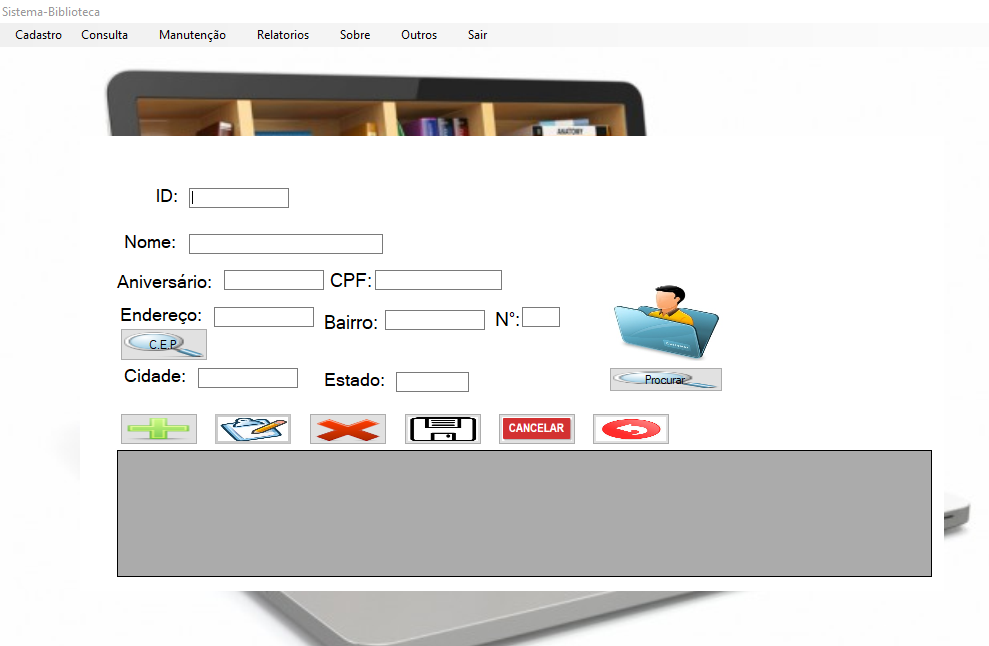 Sistema-Biblioteca
Cadastro Consulta Manutenção Relatorios Sobre Outros Sair
ANATORY
ID:
Nome:
Aniversário: CPF:
Endereço: Bairro: N°:
C.E.P
Cidade: Estado:
Procurar
CANCELAR